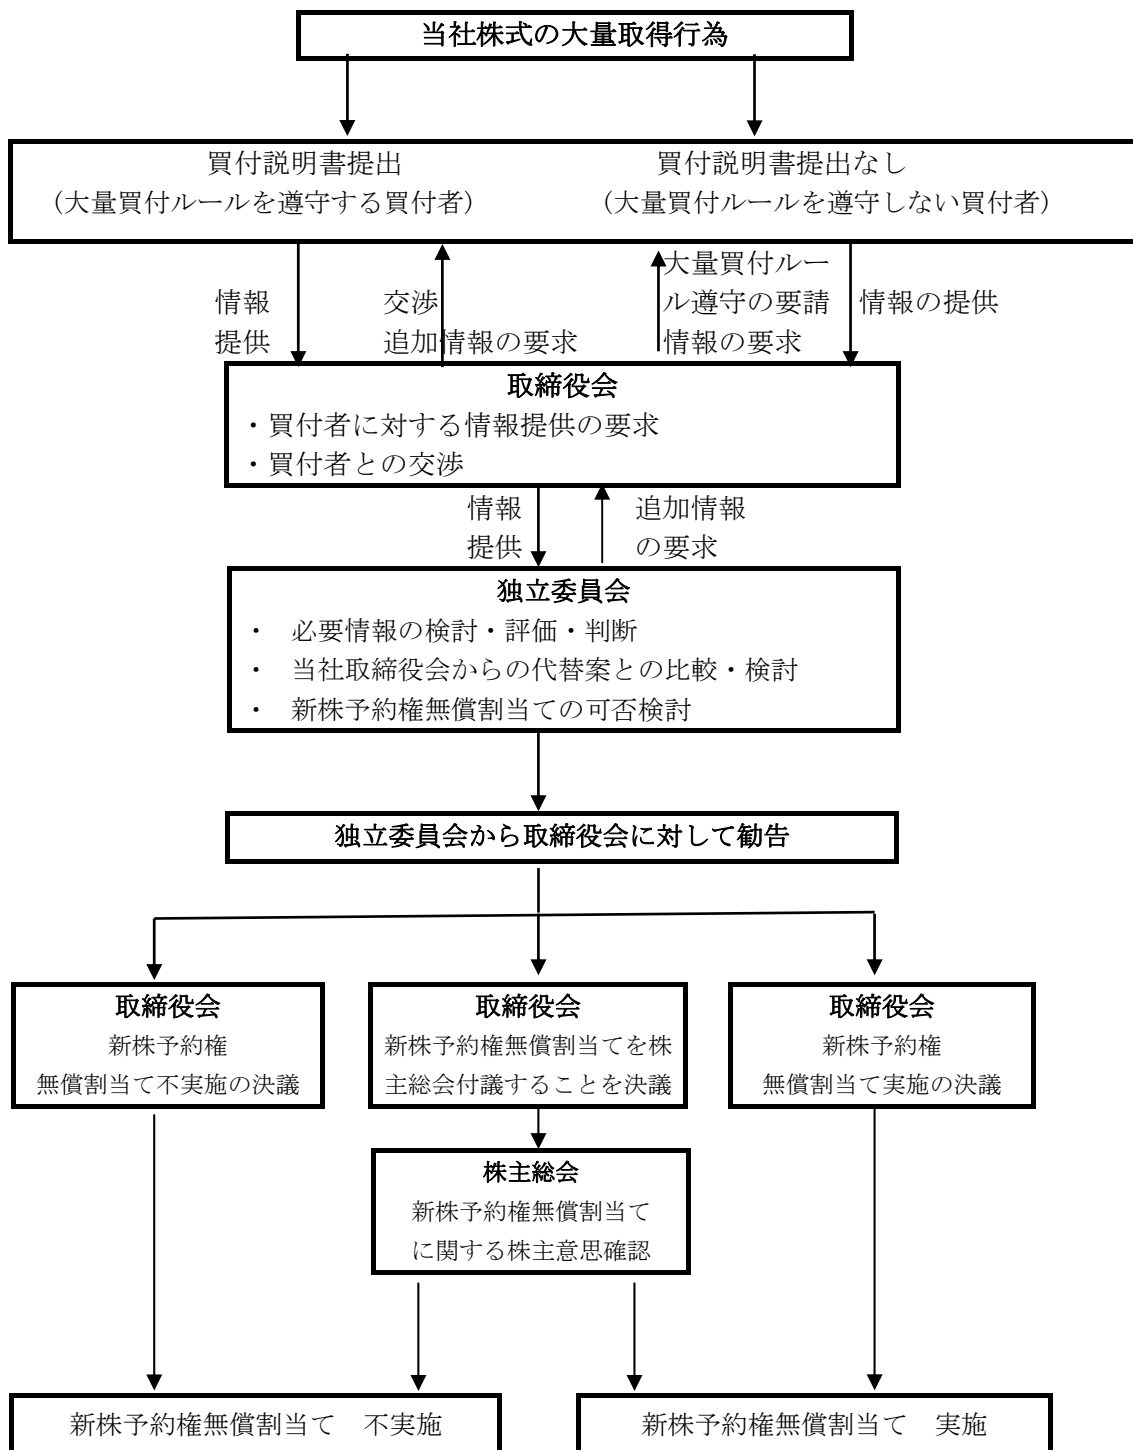 当社株式の大量取得行為
買付説明書提出
(大量買付ルールを遵守する買付者)
買付説明書提出なし
(大量買付ルールを遵守しない買付者)
情報
提供
交渉
追加情報の要求
大量買付ルー
ル遵守の要請
情報の要求
情報の提供
取締役会
・買付者に対する情報提供の要求
・買付者との交渉
情報
提供
追加情報
の要求
独立委員会
・ 必要情報の検討・評価・判断
・ 当社取締役会からの代替案との比較・検討
・ 新株予約権無償割当ての可否検討
独立委員会から取締役会に対して勧告
取締役会
新株予約権
無償割当て不実施の決議
取締役会
新株予約権無償割当てを株
主総会付議することを決議
取締役会
新株予約権
無償割当て実施の決議
株主総会
新株予約権無償割当て
に関する株主意思確認
新株予約権無償割当て 不実施
新株予約権無償割当て 実施